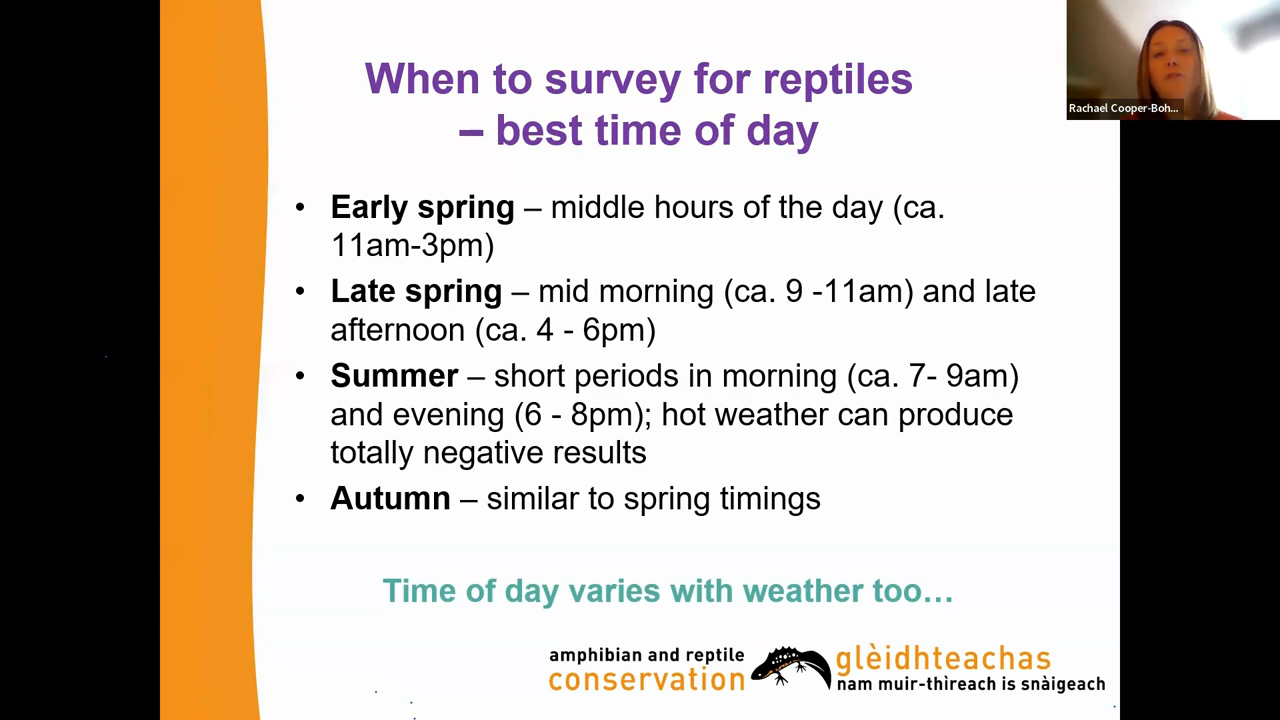 When to survey for reptiles
– best time of day
Rachael Cooper-Boh...
• Early spring – middle hours of the day (ca.
11am-3pm)
• Late spring – mid morning (ca. 9 -11am) and late
afternoon (ca. 4 - 6pm)
• Summer – short periods in morning (ca. 7- 9am)
and evening (6 - 8pm); hot weather can produce
totally negative results
• Autumn – similar to spring timings
Time of day varies with weather too…
amphibian and reptile
conservation
glèidhteachas
nam muir-thìreach is snàigeach